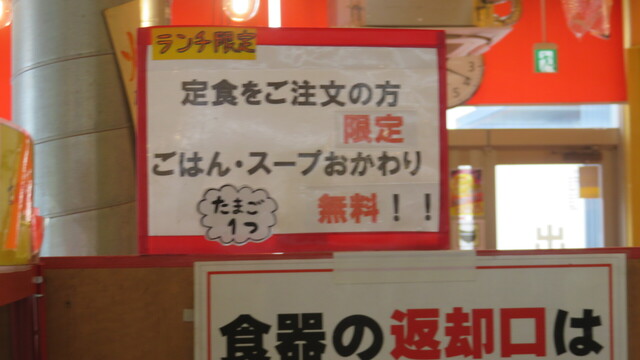 ランチ限定
定食をご注文の方
限定
ごはん・スープおかわり
たまご
1つ
無料!!
食器の返却口は